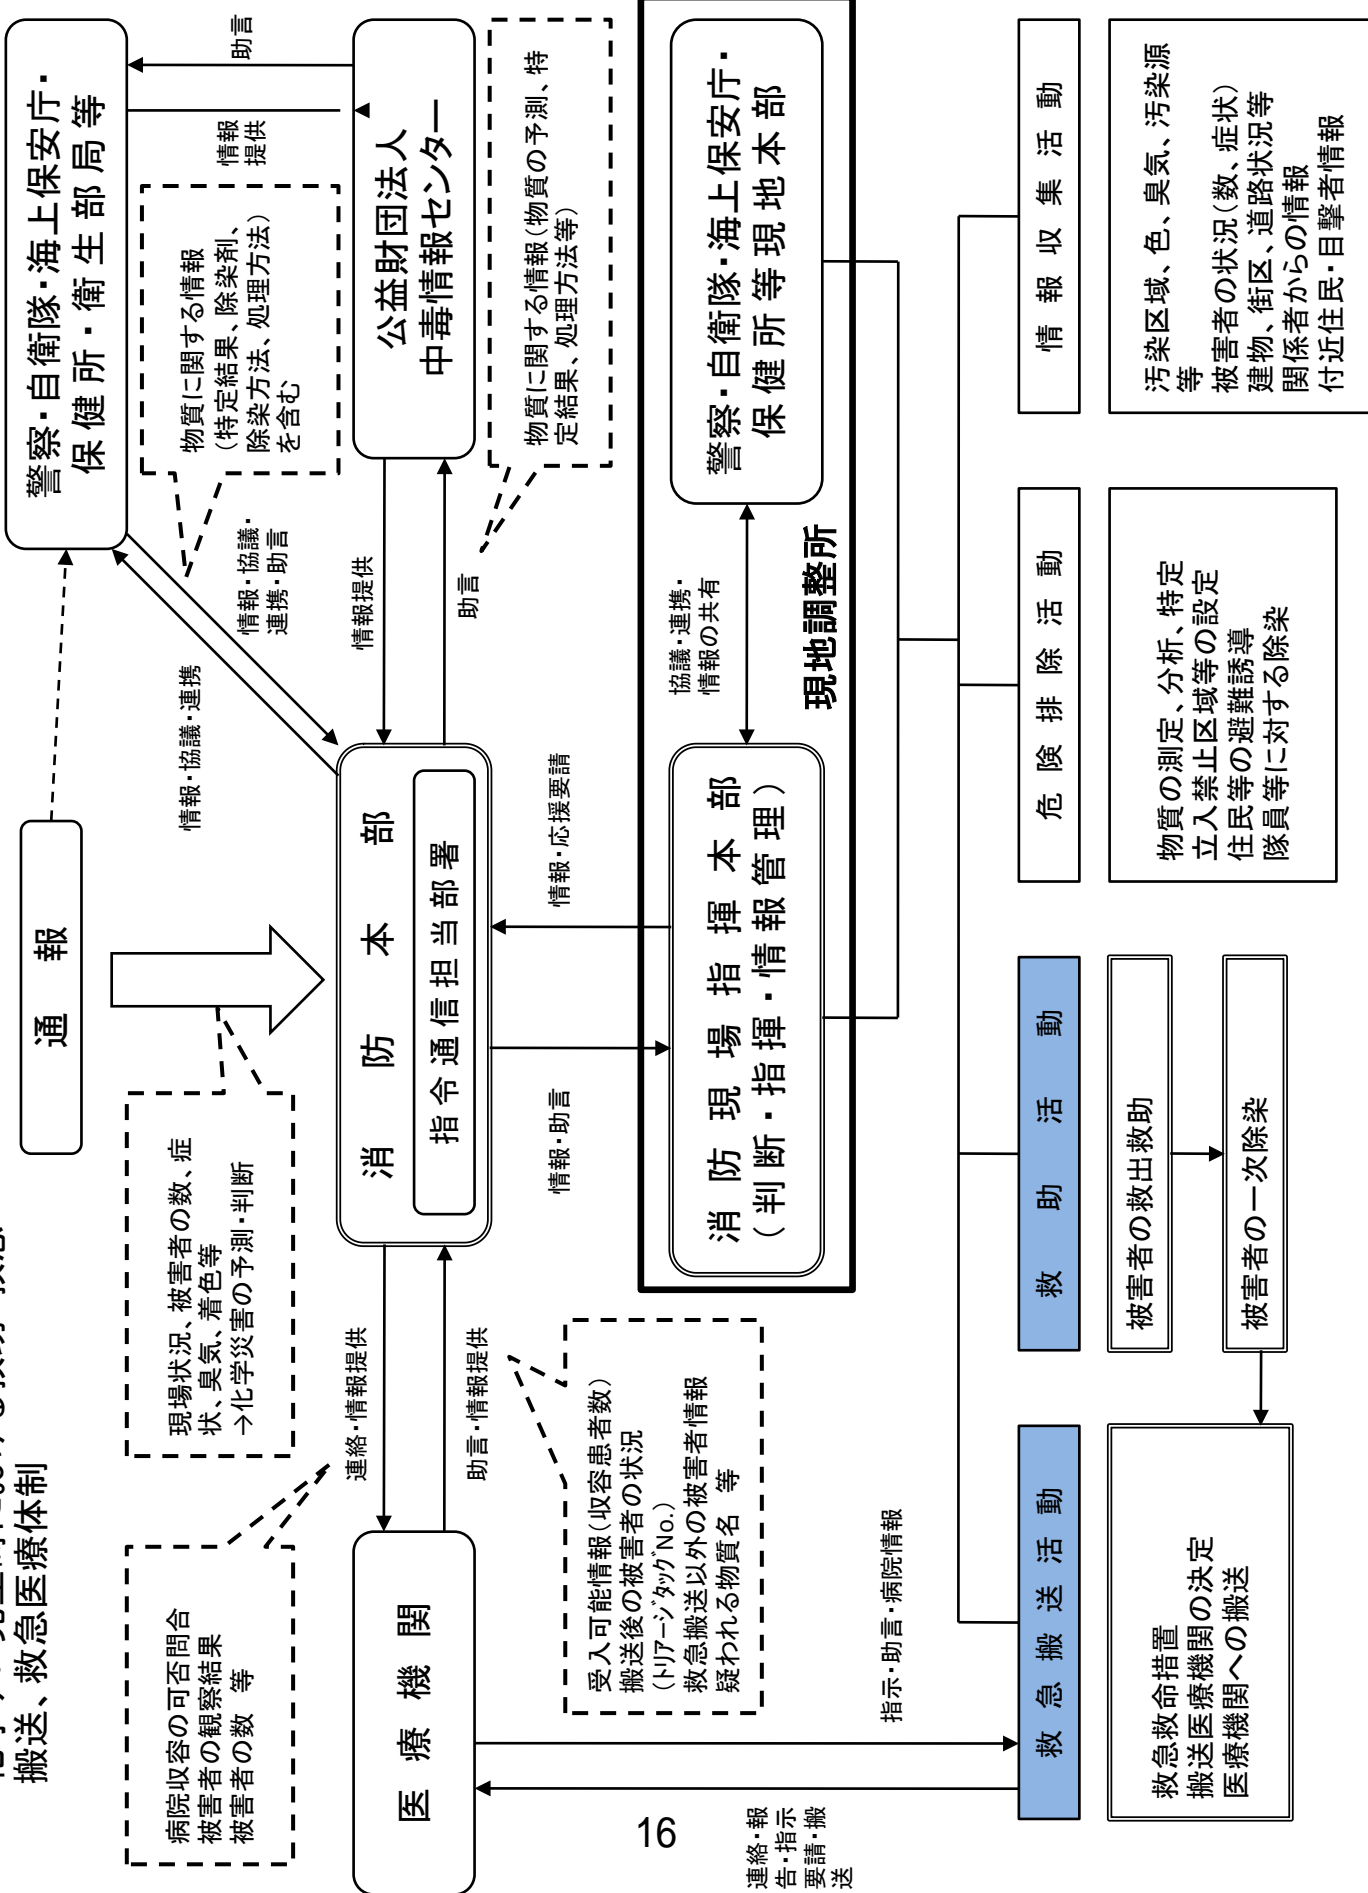 搬送、救急医療体制
通　報
警察・自衛隊・海上保安庁・
保健所・衛生部局等
助言
情報
提供
物質に関する情報
（特定結果、除染剤、
除染方法、処理方法）
を含む
情報・協議・連携
情報・協議・
連携・助言
現場状況、被害者の数、症
状、臭気、着色等
→化学災害の予測・判断
病院収容の可否問合
被害者の観察結果
被害者の数　等
医療機関
連絡・情報提供
助言・情報提供
消防本部
指令通信担当部署
情報提供
助言
公益財団法人
中毒情報センター
物質に関する情報（物質の予測、特
定結果、処理方法等）
受入可能情報（収容患者数）
搬送後の被害者の状況
（トリアージタッグNo.）
救急搬送以外の被害者情報
疑われる物質名　等
情報・助言
情報・応援要請
消防現場指揮本部
（判断・指揮・情報管理）
協議・連携・
情報の共有
警察・自衛隊・海上保安庁・
保健所等現地本部
現地調整所
連絡・報
告・指示
要請・搬
送
指示・助言・病院情報
救急搬送活動
救助活動
危険排除活動
情報収集活動
救急救命措置
搬送医療機関の決定
医療機関への搬送
被害者の救出救助
被害者の一次除染
物質の測定、分析、特定
立入禁止区域等の設定
住民等の避難誘導
隊員等に対する除染
汚染区域、色、臭気、汚染源
等
被害者の状況（数、症状）
建物、街区、道路状況等
関係者からの情報
付近住民・目撃者情報
16